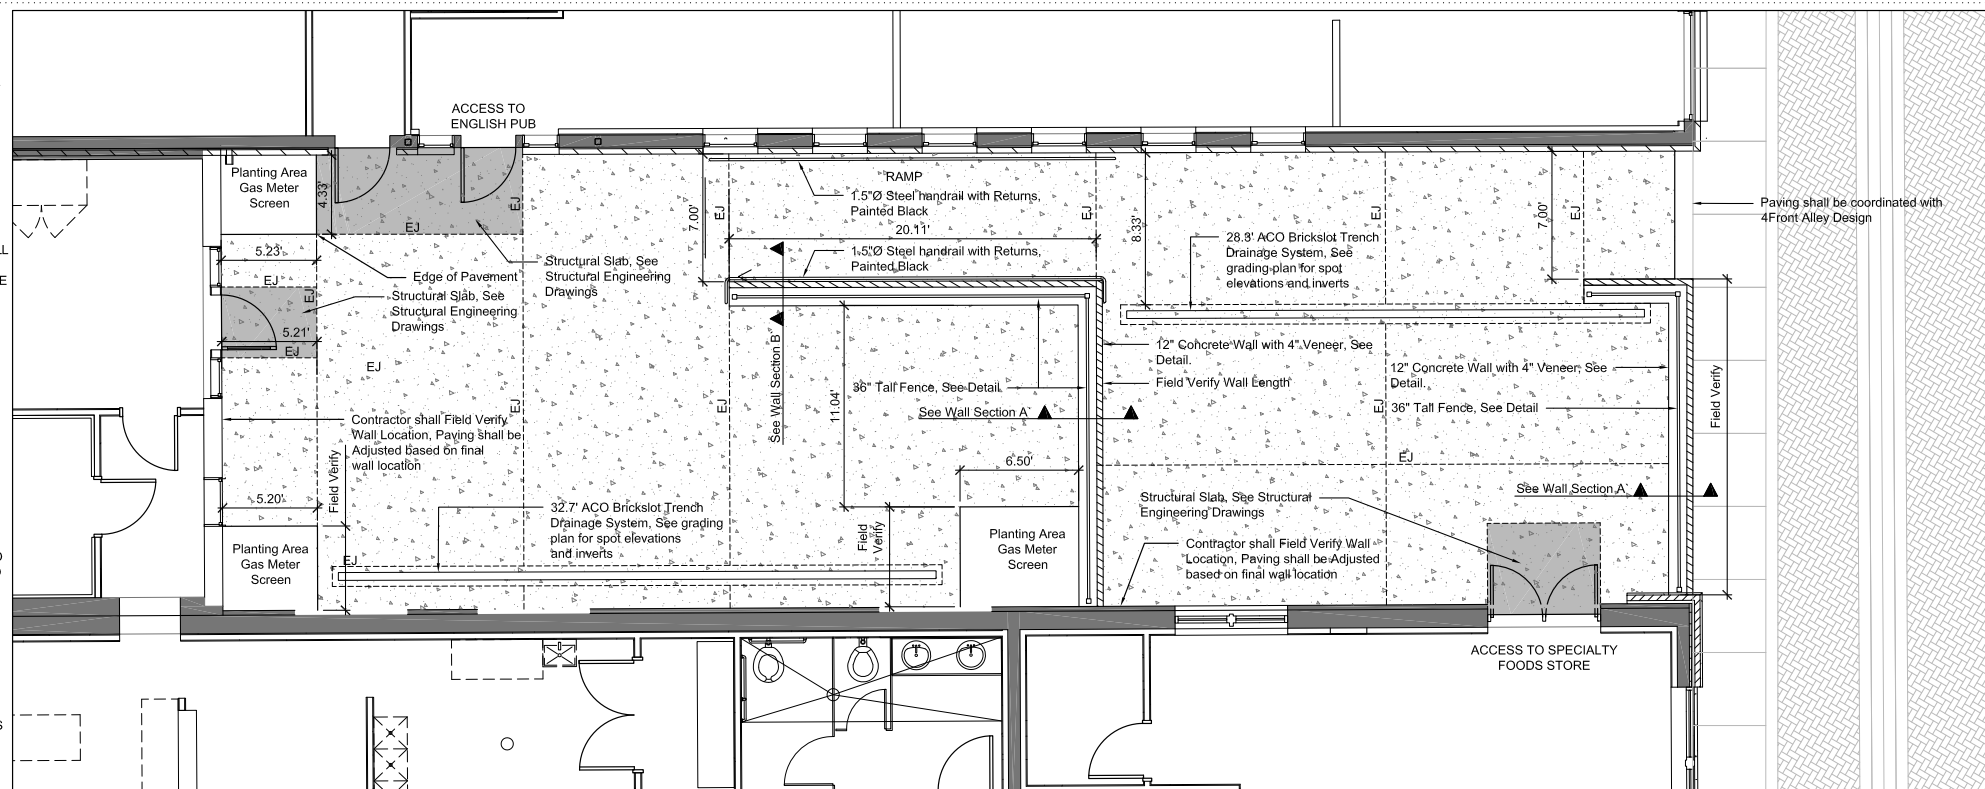 ACCESS TO
ENGLISH PUB
Planting Area
Gas Meter
Screen
4.33'
EJ
EJ
5.23'
EJ
EJ
Edge of Pavement
Structural Slab, See
Structural Engineering
Drawings
Structural Slab, See
Structural Engineering
Drawings
5.21'
EJ
EJ
Contractor shall Field Verify
Wall Location, Paving shall be
Adjusted based on final
wall location
Field Verify
5.20'
Planting Area
Gas Meter
Screen
EJ
EJ
32.7' ACO Brickslot Trench
Drainage System, See grading
plan for spot elevations
and inverts
7.00'
EJ
EJ
RAMP
1.5"Ø Steel handrail with Returns,
Painted Black
20.11'
1.5"Ø Steel handrail with Returns,
Painted Black
See Wall Section B
11.04'
36" Tall Fence, See Detail
See Wall Section A
6.50'
Field
Verify
Planting Area
Gas Meter
Screen
EJ
8.33'
28.3' ACO Brickslot Trench
Drainage System, See
grading plan for spot
elevations and inverts
EJ
7.00'
EJ
Paving shall be coordinated with
4Front Alley Design
12" Concrete Wall with 4" Veneer, See
Detail.
Field Verify Wall Length
12" Concrete Wall with 4" Veneer, See
Detail.
EJ
36" Tall Fence, See Detail
Field Verify
EJ
See Wall Section A
Structural Slab, See Structural
Engineering Drawings
Contractor shall Field Verify Wall
Location, Paving shall be Adjusted
based on final wall location
ACCESS TO SPECIALTY
FOODS STORE